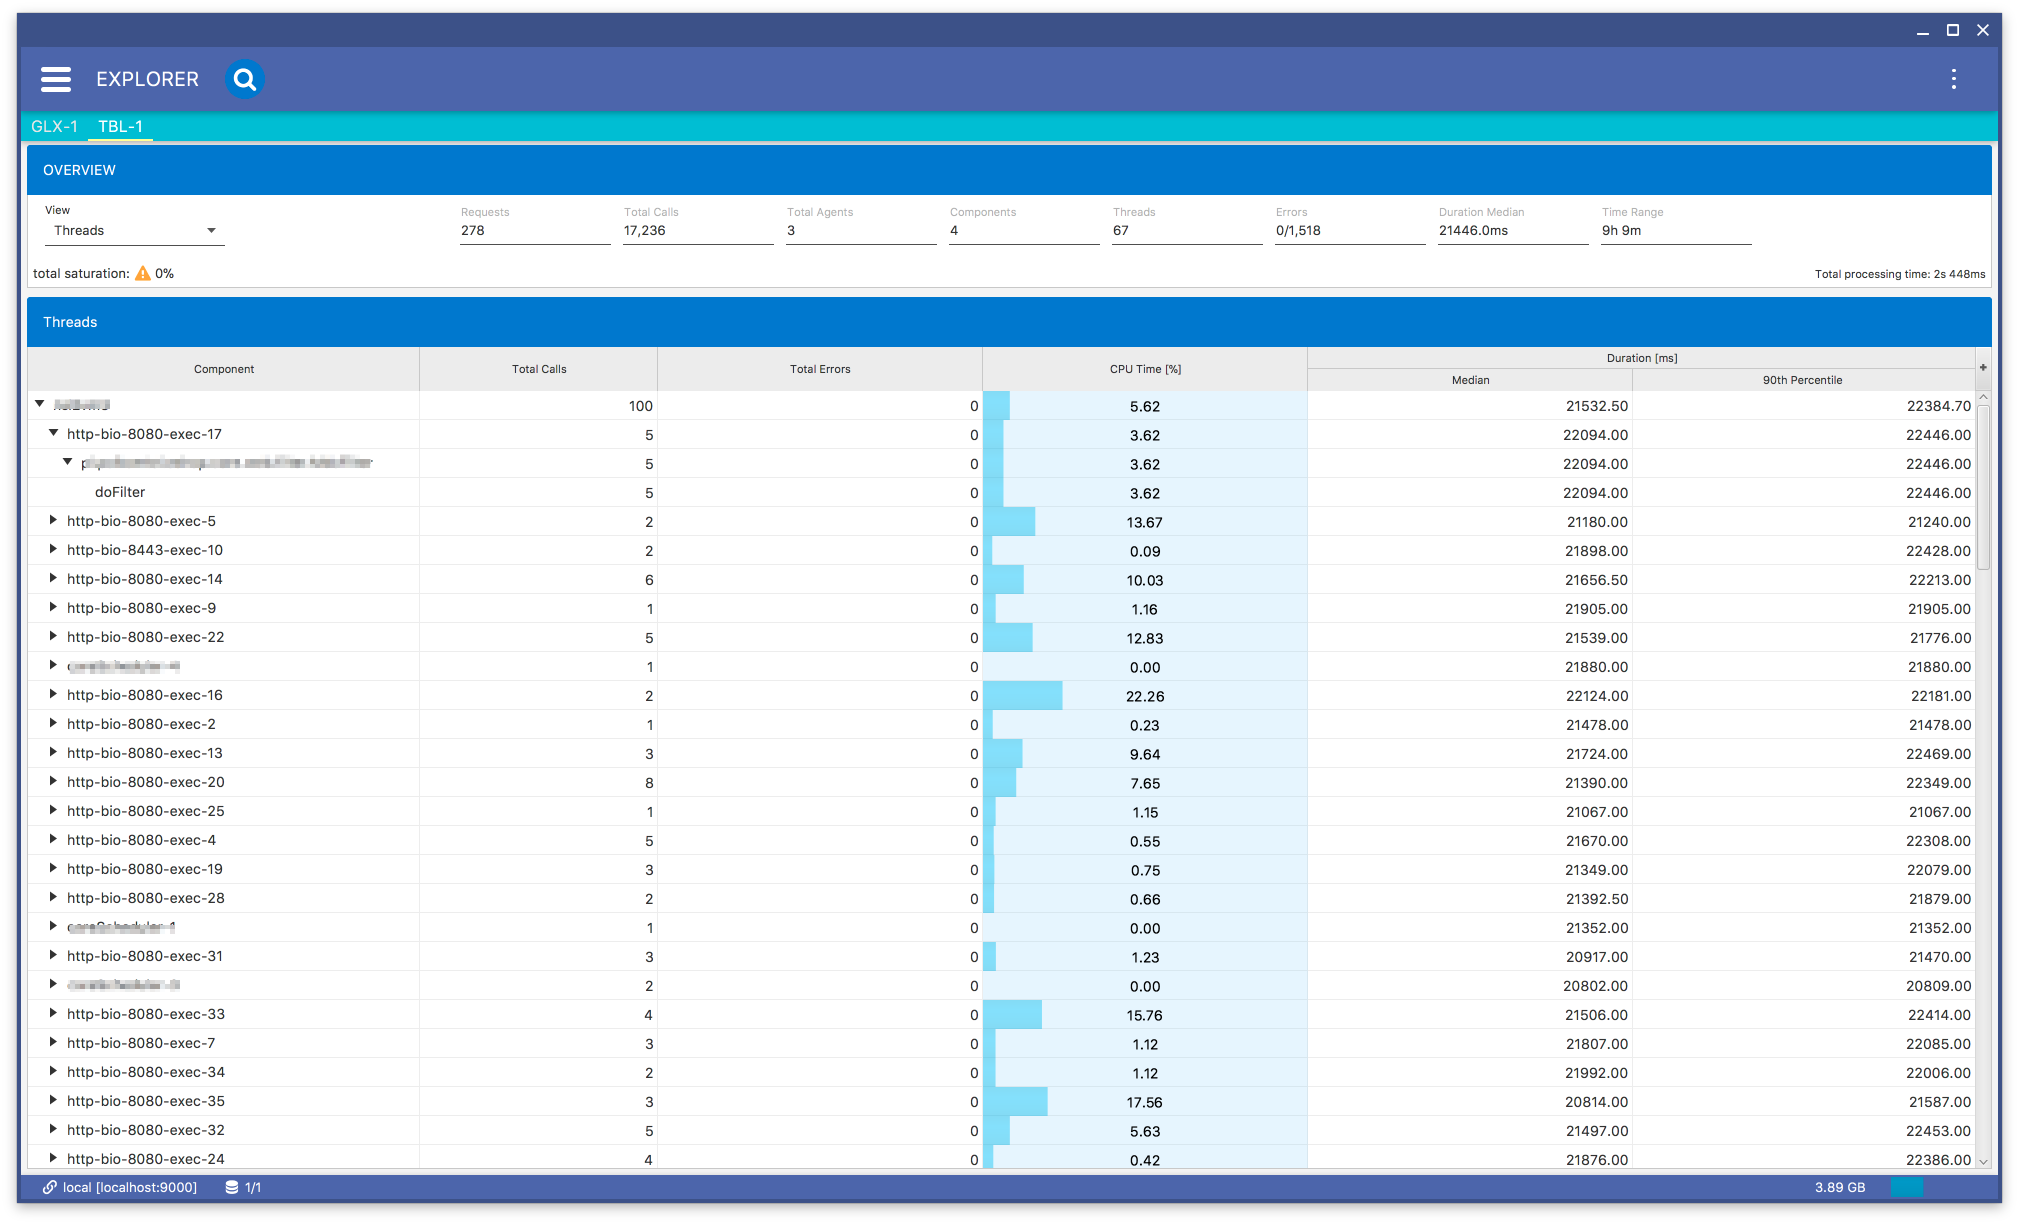 EXPLORER
GLX-1 TBL-1
OVERVIEW
View Requests Total Calls Total Agents Components Threads Errors Duration Median Time Range
Threads 278 17,236 3 4 67 0/1,518 21446.0ms 9h 9m
total saturation: 0% Total processing time: 2s 448ms
Threads
Duration [ms]
Component Total Calls Total Errors CPU Time [%] +
Median 90th Percentile
100 0 5.62 21532.50 22384.70
http-bio-8080-exec-17 5 0 3.62 22094.00 22446.00
5 0 3.62 22094.00 22446.00
doFilter 5 0 3.62 22094.00 22446.00
http-bio-8080-exec-5 2 0 13.67 21180.00 21240.00
http-bio-8443-exec-10 2 0 0.09 21898.00 22428.00
http-bio-8080-exec-14 6 0 10.03 21656.50 22213.00
http-bio-8080-exec-9 1 0 1.16 21905.00 21905.00
http-bio-8080-exec-22 5 0 12.83 21539.00 21776.00
1 0 0.00 21880.00 21880.00
http-bio-8080-exec-16 2 0 22.26 22124.00 22181.00
http-bio-8080-exec-2 1 0 0.23 21478.00 21478.00
http-bio-8080-exec-13 3 0 9.64 21724.00 22469.00
http-bio-8080-exec-20 8 0 7.65 21390.00 22349.00
http-bio-8080-exec-25 1 0 1.15 21067.00 21067.00
http-bio-8080-exec-4 5 0 0.55 21670.00 22308.00
http-bio-8080-exec-19 3 0 0.75 21349.00 22079.00
http-bio-8080-exec-28 2 0 0.66 21392.50 21879.00
1 0 0.00 21352.00 21352.00
http-bio-8080-exec-31 3 0 1.23 20917.00 21470.00
2 0 0.00 20802.00 20809.00
http-bio-8080-exec-33 4 0 15.76 21506.00 22414.00
http-bio-8080-exec-7 3 0 1.12 21807.00 22085.00
http-bio-8080-exec-34 2 0 1.12 21992.00 22006.00
http-bio-8080-exec-35 3 0 17.56 20814.00 21587.00
http-bio-8080-exec-32 5 0 5.63 21497.00 22453.00
http-bio-8080-exec-24 4 0 0.42 21876.00 22386.00
local [localhost:9000] 1/1 3.89 GB